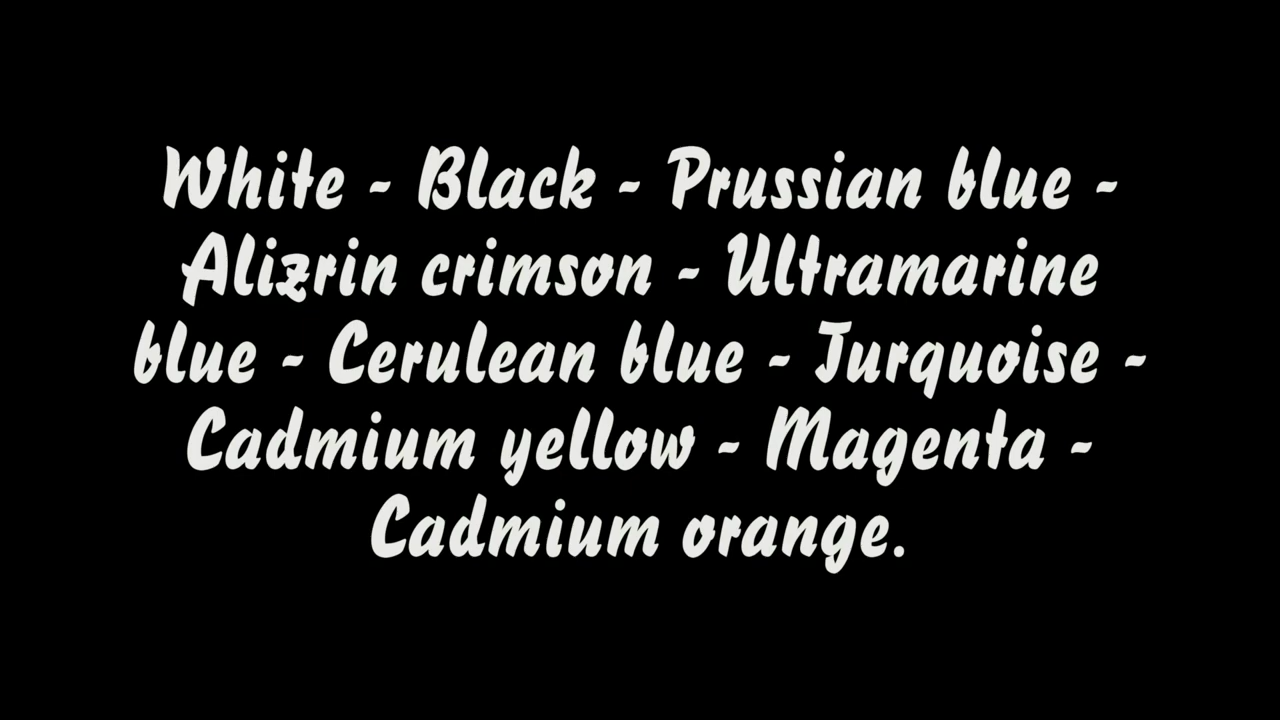 White - Black - Prussian blue -
Alizrin crimson - Ultramarine
blue - Cerulean blue - Turquoise -
Cadmium yellow - Magenta -
Cadmium orange.